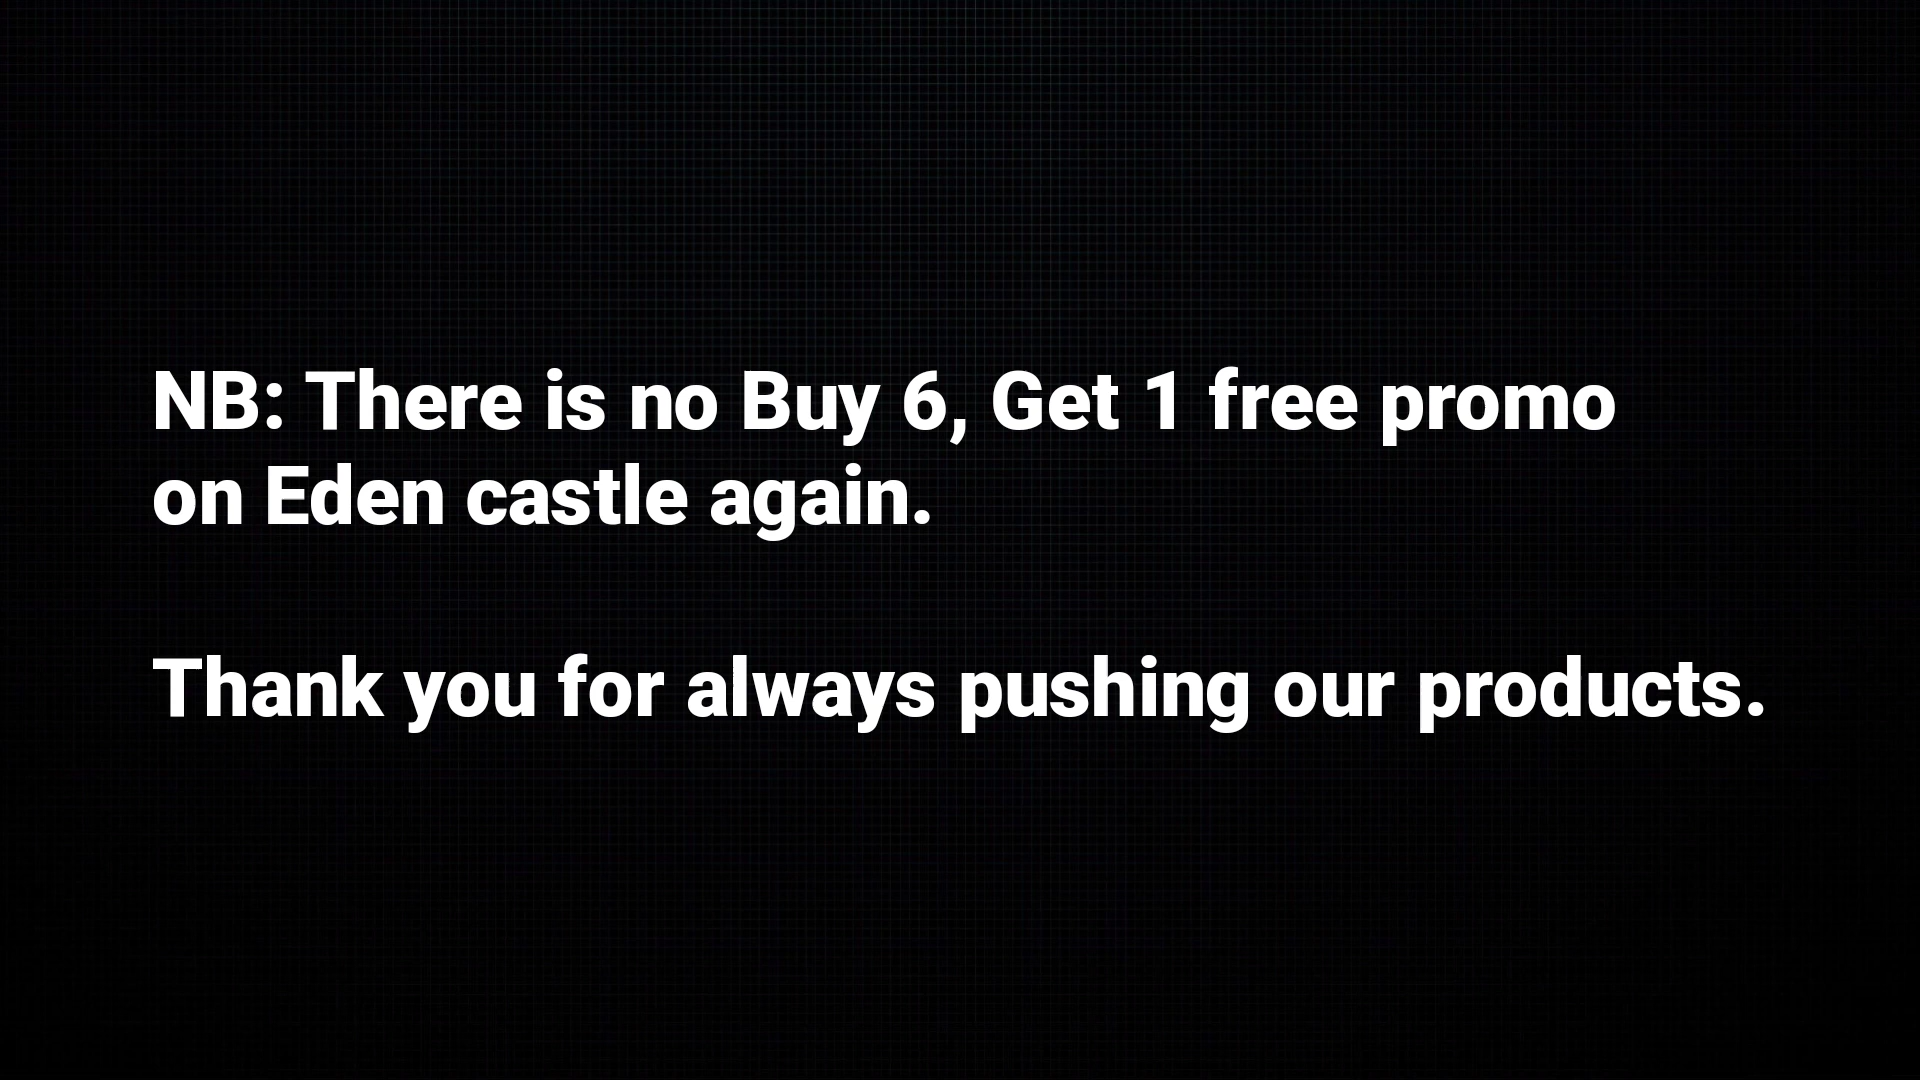 NB: There is no Buy 6, Get 1 free promo
on Eden castle again.
Thank you for always pushing our products.